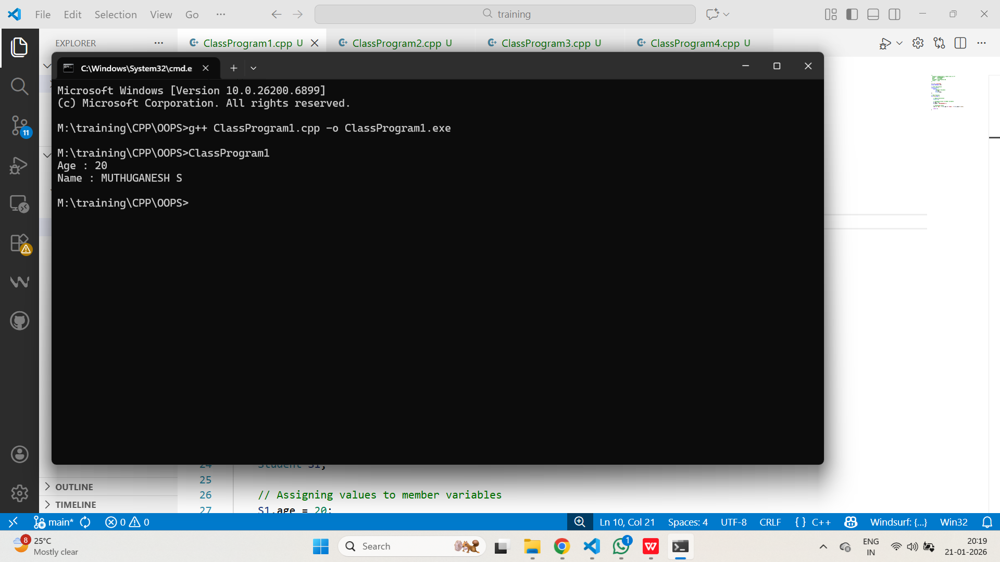 File Edit Selection View Go ...
training
EXPLORER ...
ClassProgram1.cpp U
ClassProgram2.cpp U
ClassProgram3.cpp U
ClassProgram4.cpp U
C:\Windows\System32\cmd.e
Microsoft Windows [Version 10.0.26200.6899]
(c) Microsoft Corporation. All rights reserved.
M:\training\CPP\OOPS>g++ ClassProgram1.cpp -o ClassProgram1.exe
M:\training\CPP\OOPS>ClassProgram1
Age : 20
Name : MUTHUGANESH S
M:\training\CPP\OOPS>
11
24 Student S1;
25
26 // Assigning values to member variables
27 S1.age = 20;
OUTLINE
TIMELINE
main* 0 0
Ln 10, Col 21 Spaces: 4 UTF-8 CRLF { } C++ Windsurf: {...} Win32
8
25°C
Mostly clear
Search
1
ENG
IN
20:19
21-01-2026